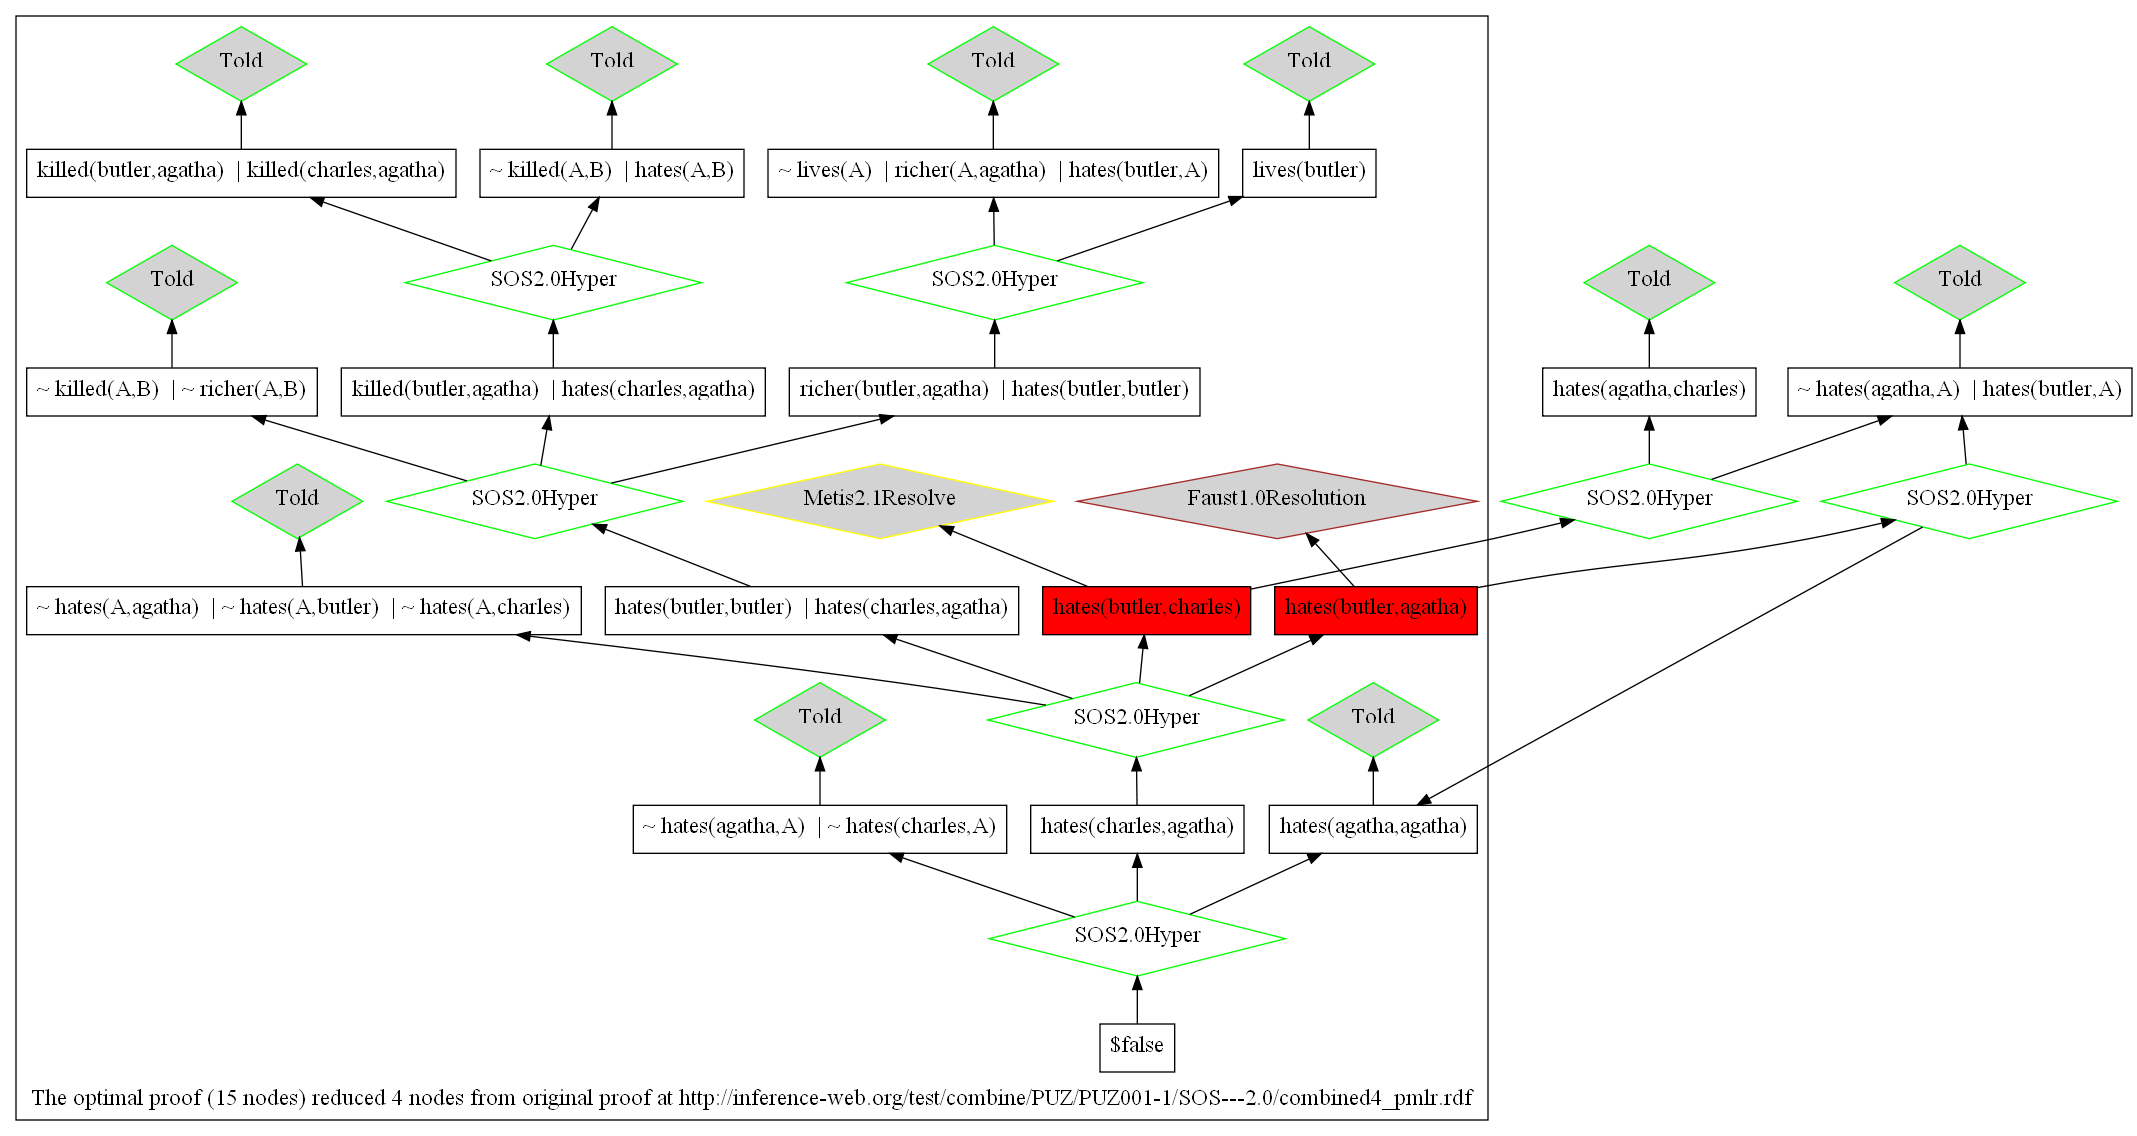 Told
Told
Told
Told
killed(butler,agatha) | killed(charles,agatha)
~ killed(A,B) | hates(A,B)
~ lives(A) | richer(A,agatha) | hates(butler,A)
lives(butler)
Told
SOS2.0Hyper
SOS2.0Hyper
Told
Told
~ killed(A,B) | ~ richer(A,B)
killed(butler,agatha) | hates(charles,agatha)
richer(butler,agatha) | hates(butler,butler)
hates(agatha,charles)
~ hates(agatha,A) | hates(butler,A)
Told
SOS2.0Hyper
Metis2.1Resolve
Faust1.0Resolution
SOS2.0Hyper
SOS2.0Hyper
~ hates(A,agatha) | ~ hates(A,butler) | ~ hates(A,charles)
hates(butler,butler) | hates(charles,agatha)
hates(butler,charles)
hates(butler,agatha)
Told
SOS2.0Hyper
Told
~ hates(agatha,A) | ~ hates(charles,A)
hates(charles,agatha)
hates(agatha,agatha)
SOS2.0Hyper
$false
The optimal proof (15 nodes) reduced 4 nodes from original proof at http://inference-web.org/test/combine/PUZ/PUZ001-1/SOS---2.0/combined4_pmlr.rdf